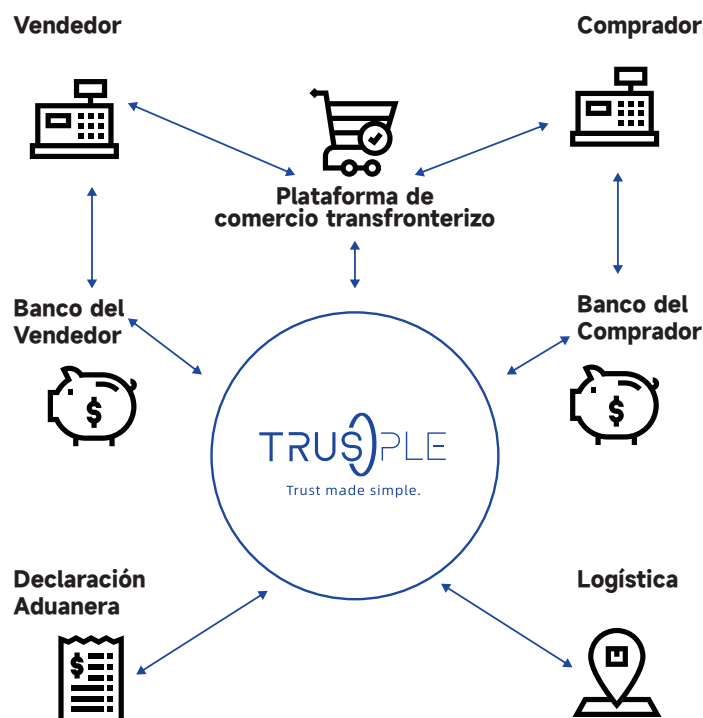 Vendedor
Comprador
Plataforma de
comercio transfronterizo
Banco del
Vendedor
Banco del
Comprador
$
$
TRUSPLE
Trust made simple.
Declaración
Aduanera
Logística
$